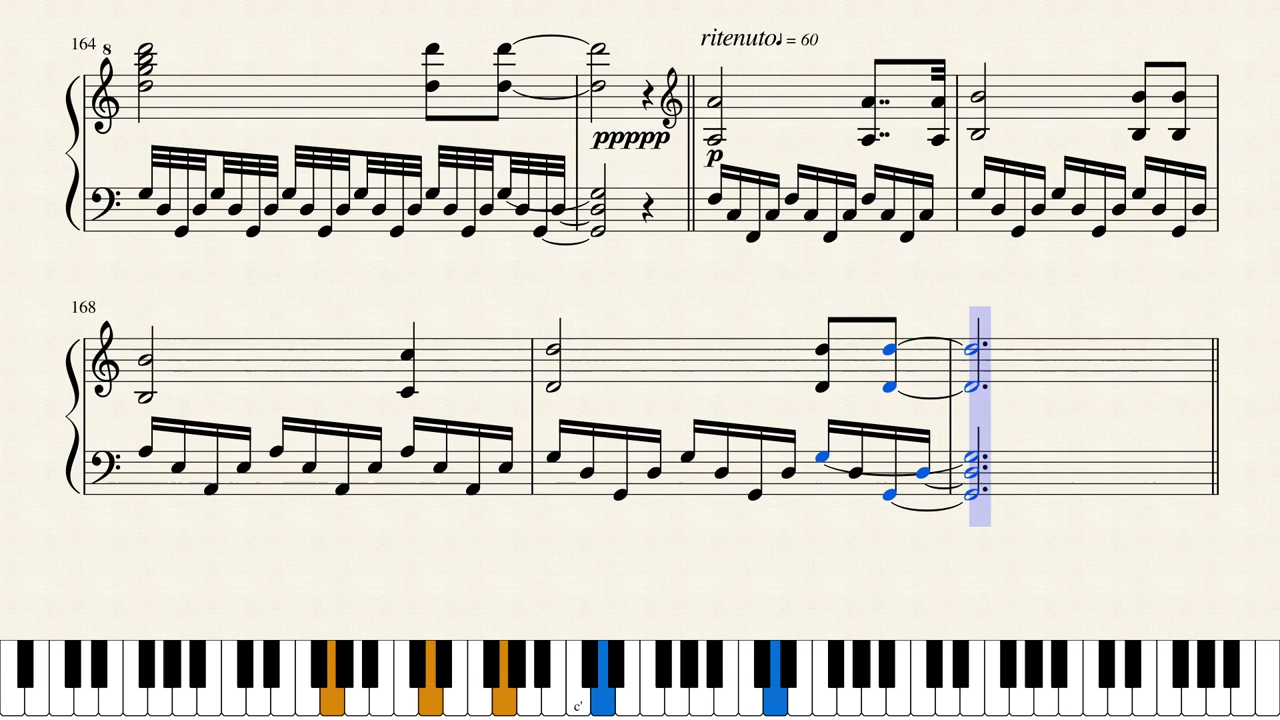 164 8
ritenuto ♩ = 60
ppppp
p
168
c'